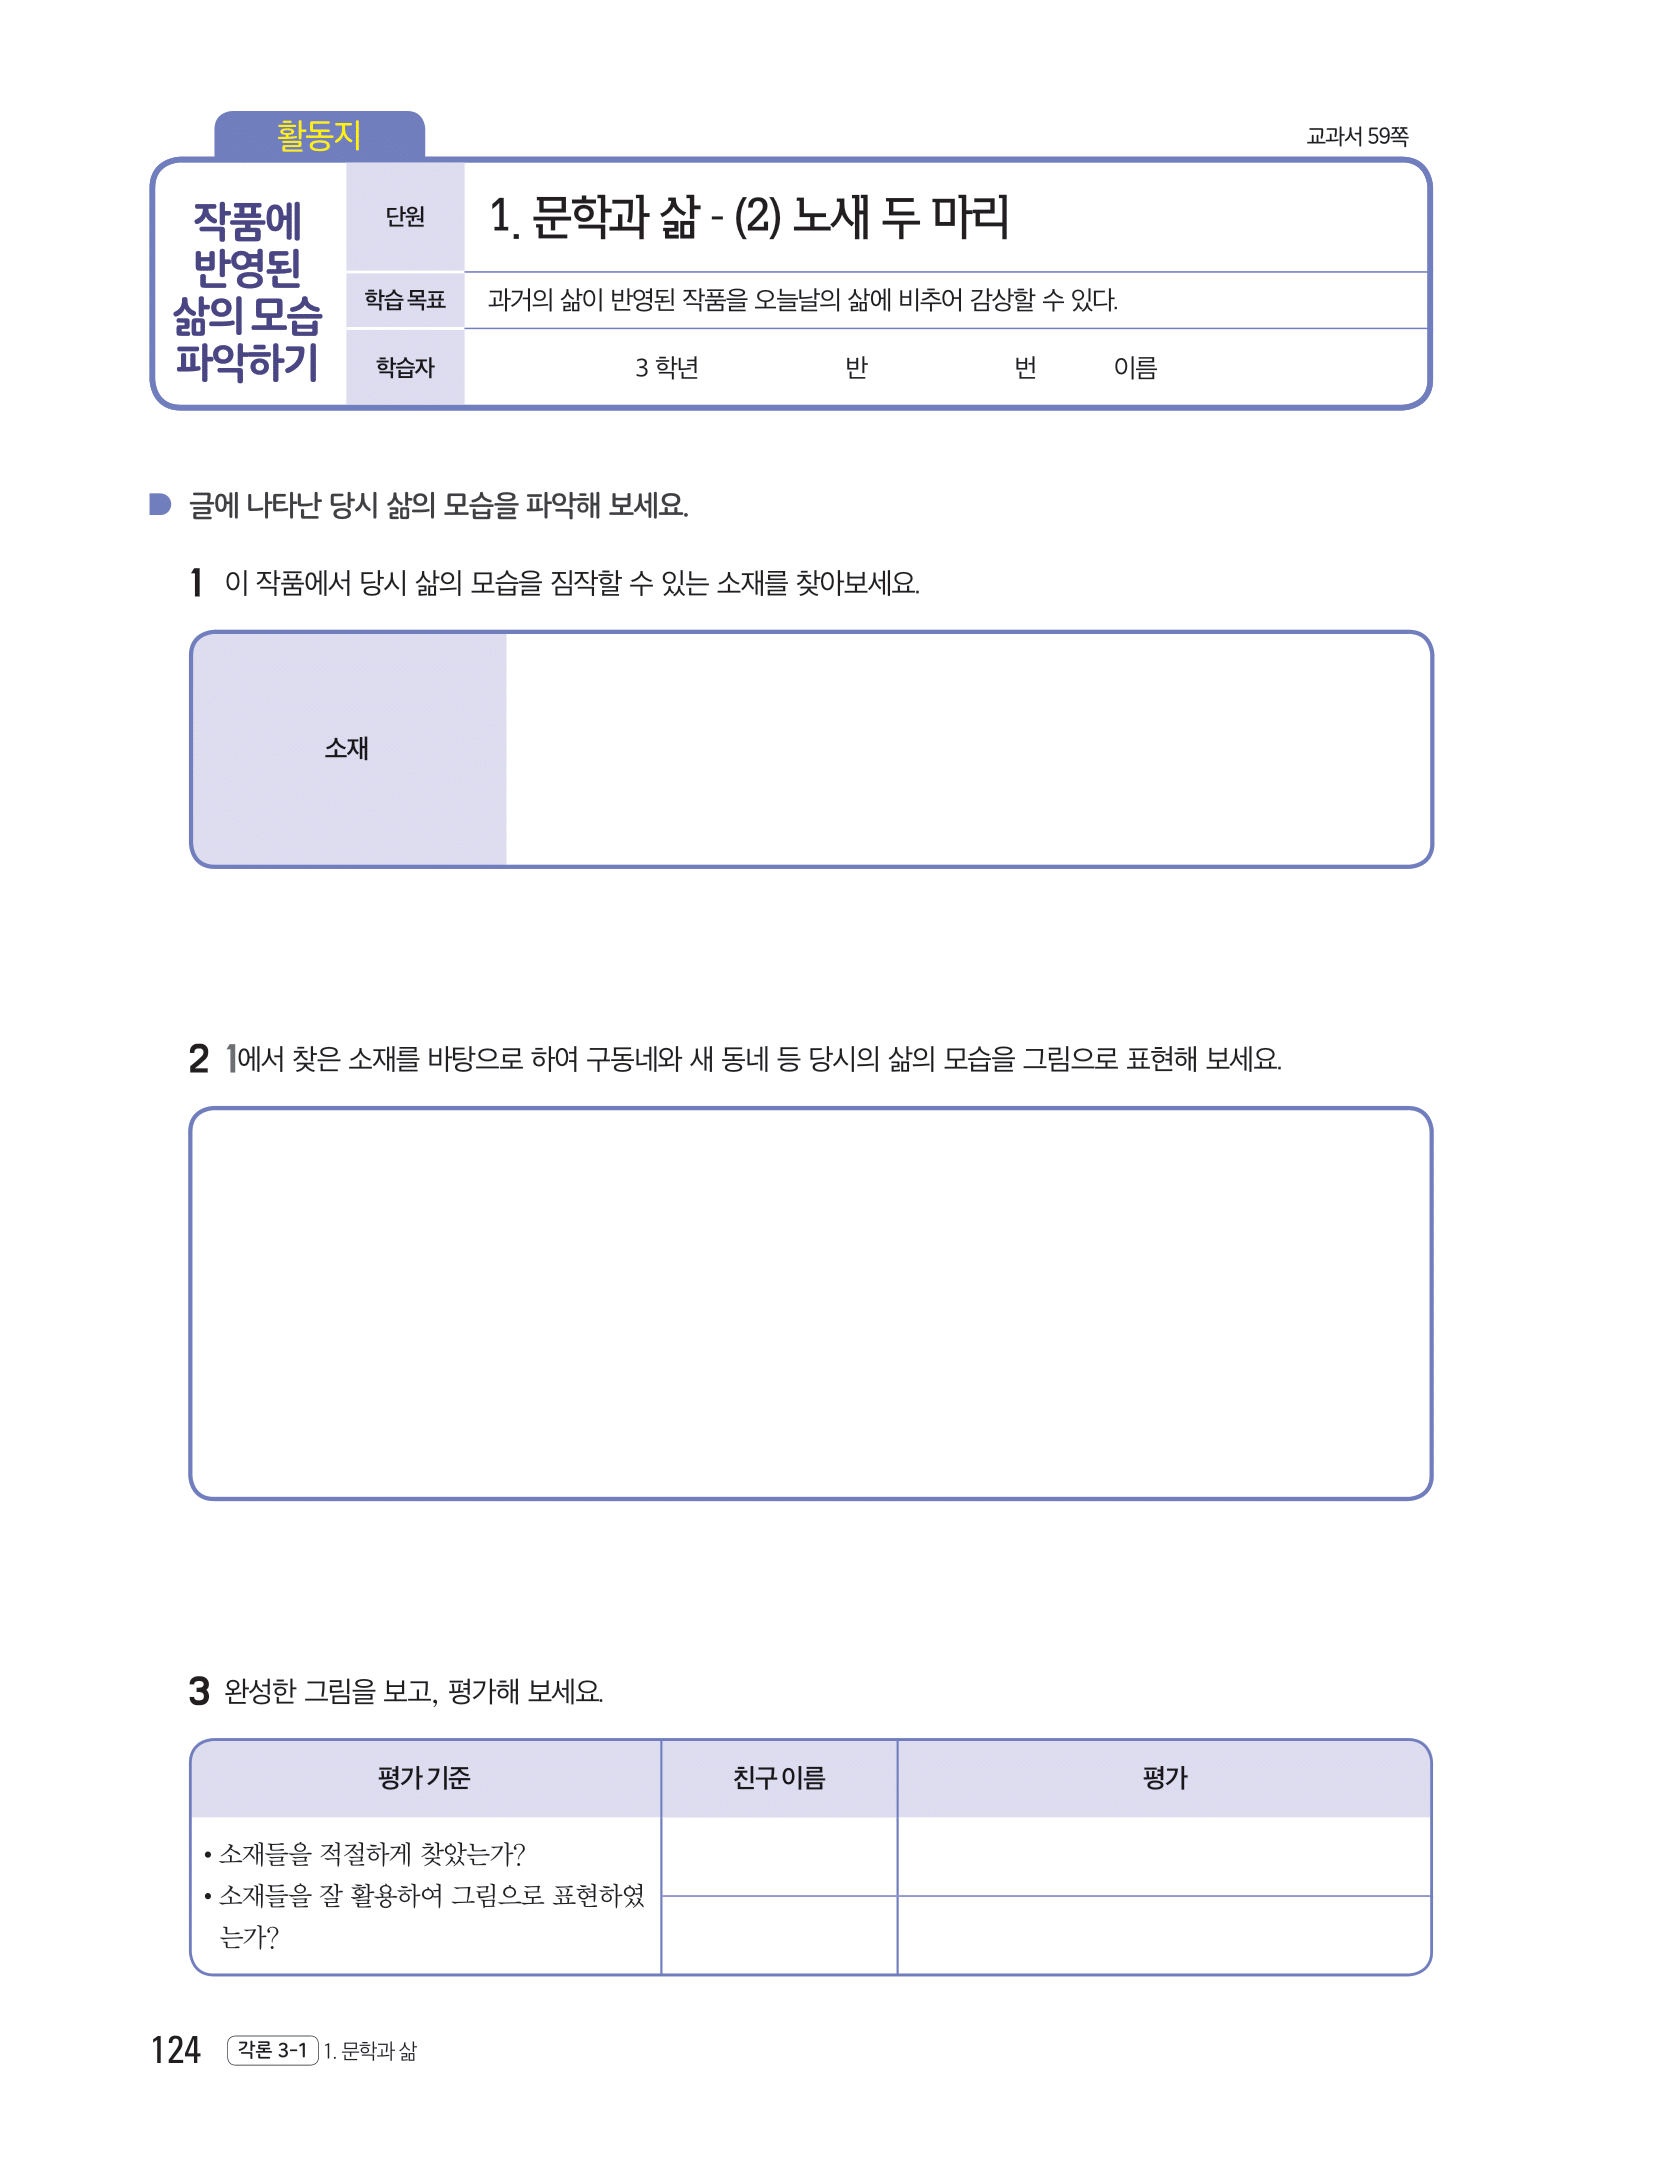 활동지
교과서 59쪽
작품에
반영된
삶의 모습
파악하기
단원
1. 문학과 삶 - (2) 노새 두 마리
학습 목표
과거의 삶이 반영된 작품을 오늘날의 삶에 비추어 감상할 수 있다.
학습자
3 학년 반 번 이름
글에 나타난 당시 삶의 모습을 파악해 보세요.
1 이 작품에서 당시 삶의 모습을 짐작할 수 있는 소재를 찾아보세요.
소재
2 1에서 찾은 소재를 바탕으로 하여 구동네와 새 동네 등 당시의 삶의 모습을 그림으로 표현해 보세요.
3 완성한 그림을 보고, 평가해 보세요.
평가 기준 친구 이름 평가
• 소재들을 적절하게 찾았는가?
• 소재들을 잘 활용하여 그림으로 표현하였
는가?
124 각론 3-1 1. 문학과 삶